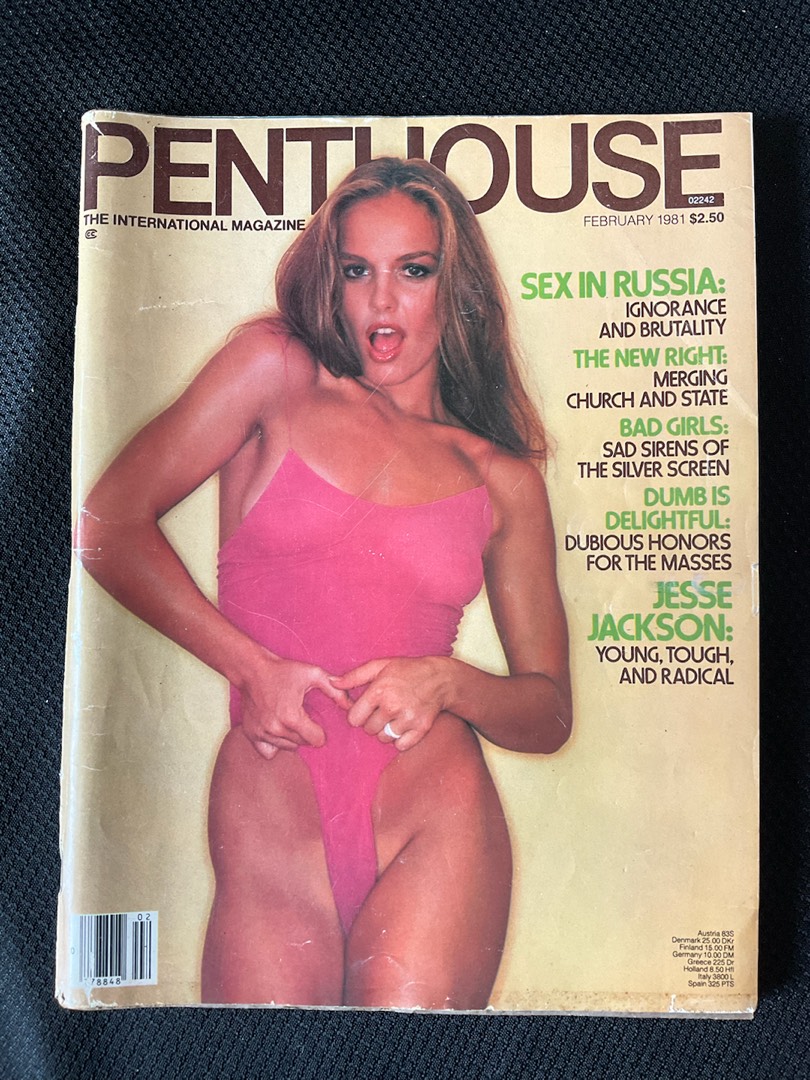 PENTHOUSE
02242
THE INTERNATIONAL MAGAZINE
FEBRUARY 1981 $2.50
SEX IN RUSSIA:
IGNORANCE
AND BRUTALITY
THE NEW RIGHT:
MERGING
CHURCH AND STATE
BAD GIRLS:
SAD SIRENS OF
THE SILVER SCREEN
DUMB IS
DELIGHTFUL:
DUBIOUS HONORS
FOR THE MASSES
JESSE
JACKSON:
YOUNG, TOUGH,
AND RADICAL
02
78848
Austria 83S
Denmark 25.00 DKr
Finland 15.00 FM
Germany 10.00 DM
Greece 225 Dr
Holland 8.50 Hfl
Italy 3800 L
Spain 325 PTS